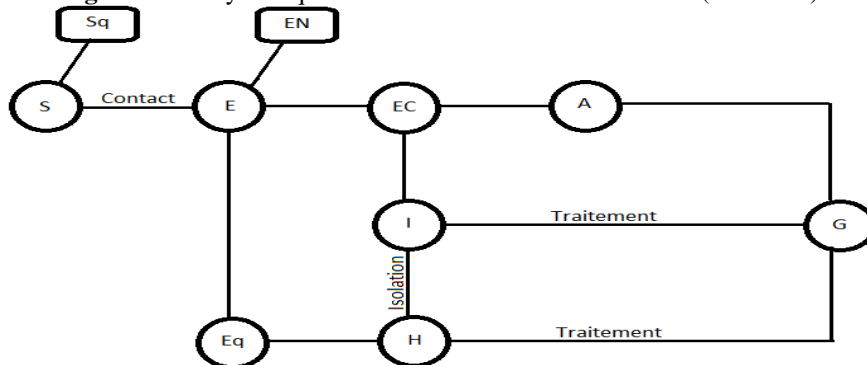 Sq
EN
S
Contact
E
EC
A
I
Traitement
G
Isolation
Eq
H
Traitement